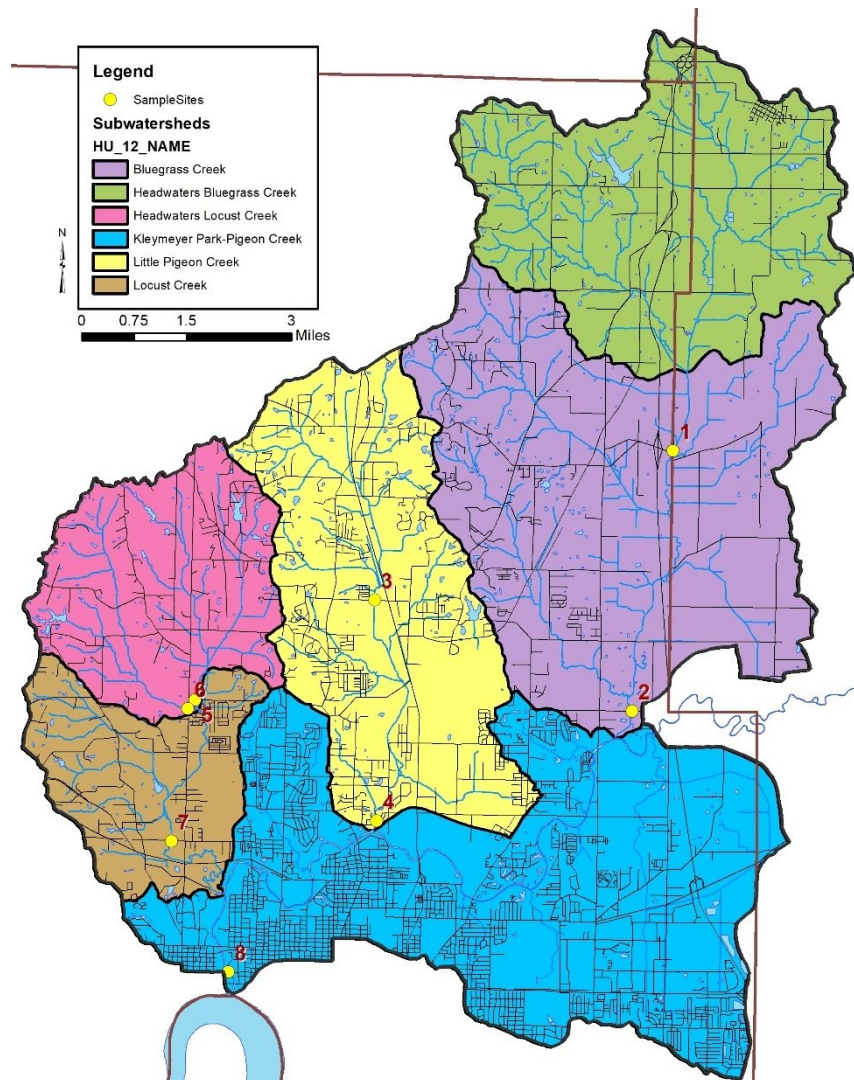 Legend
SampleSites
Subwatersheds
HU_12_NAME
Bluegrass Creek
Headwaters Bluegrass Creek
Headwaters Locust Creek
Kleymeyer Park-Pigeon Creek
Little Pigeon Creek
Locust Creek
N
0 0.75 1.5 3
Miles
1
2
3
4
6
5
7
8